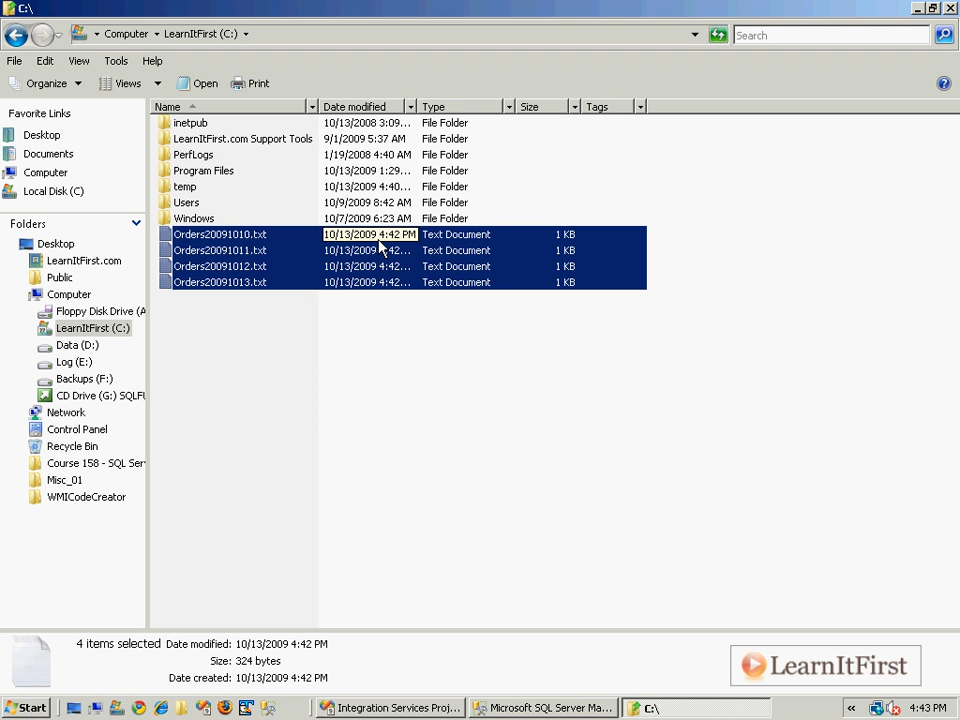 C:\
Computer LearnItFirst (C:)
Search
File Edit View Tools Help
Organize Views Open Print
Favorite Links
Desktop
Documents
Computer
Local Disk (C)
Folders
Desktop
LearnItFirst.com
Public
Computer
Floppy Disk Drive (A
LearnItFirst (C:)
Data (D:)
Log (E:)
Backups (F:)
CD Drive (G:) SQLFU
Network
Control Panel
Recycle Bin
Course 158 - SQL Ser
Misc_01
WMICodeCreator
Name Date modified Type Size Tags
inetpub 10/13/2008 3:09... File Folder
LearnItFirst.com Support Tools 9/1/2009 5:37 AM File Folder
PerfLogs 1/19/2008 4:40 AM File Folder
Program Files 10/13/2009 1:29... File Folder
temp 10/13/2009 4:40... File Folder
Users 10/9/2009 8:42 AM File Folder
Windows 10/7/2009 6:23 AM File Folder
Orders20091010.txt 10/13/2009 4:42 PM Text Document 1 KB
Orders20091011.txt 10/13/2009 4:42... Text Document 1 KB
Orders20091012.txt 10/13/2009 4:42... Text Document 1 KB
Orders20091013.txt 10/13/2009 4:42... Text Document 1 KB
4 items selected Date modified: 10/13/2009 4:42 PM
Size: 324 bytes
Date created: 10/13/2009 4:42 PM
LearnItFirst
Start Integration Services Proj... Microsoft SQL Server Ma... C:\ « 4:43 PM